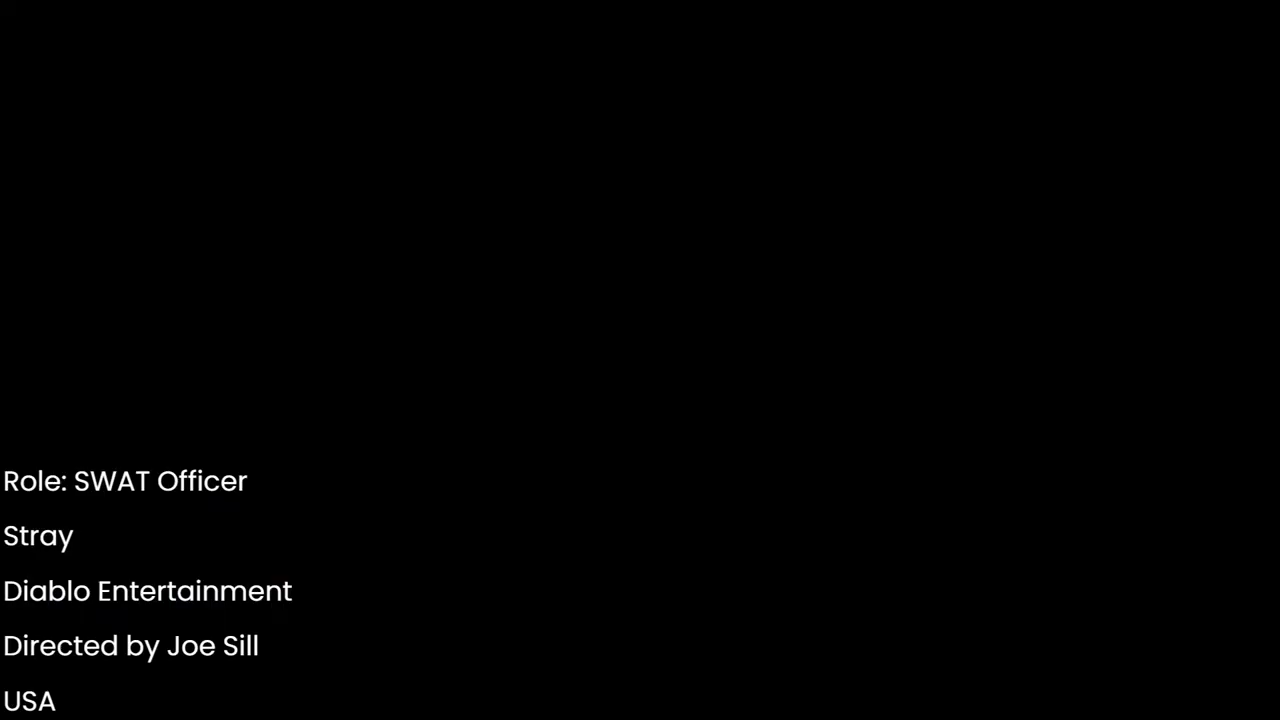 Role: SWAT Officer
Stray
Diablo Entertainment
Directed by Joe Sill
USA